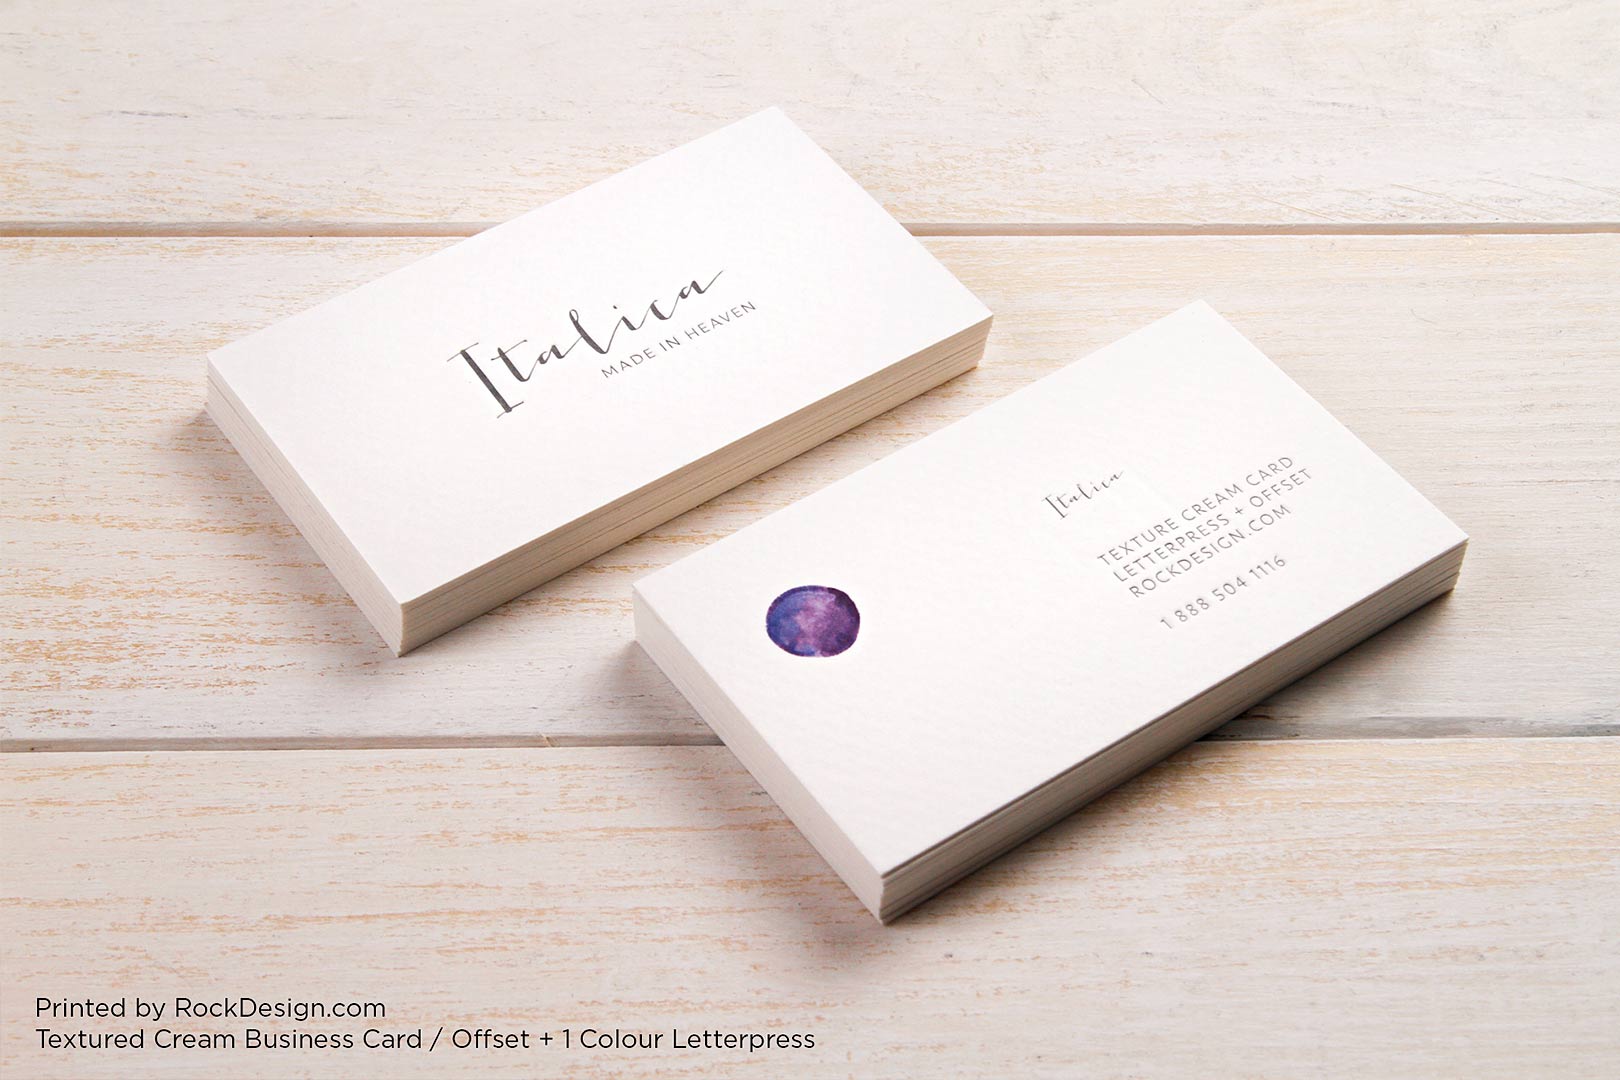 Italica
MADE IN HEAVEN
Italica
TEXTURE CREAM CARD
LETTERPRESS + OFFSET
ROCKDESIGN.COM
1 888 504 1116
Printed by RockDesign.com
Textured Cream Business Card / Offset + 1 Colour Letterpress